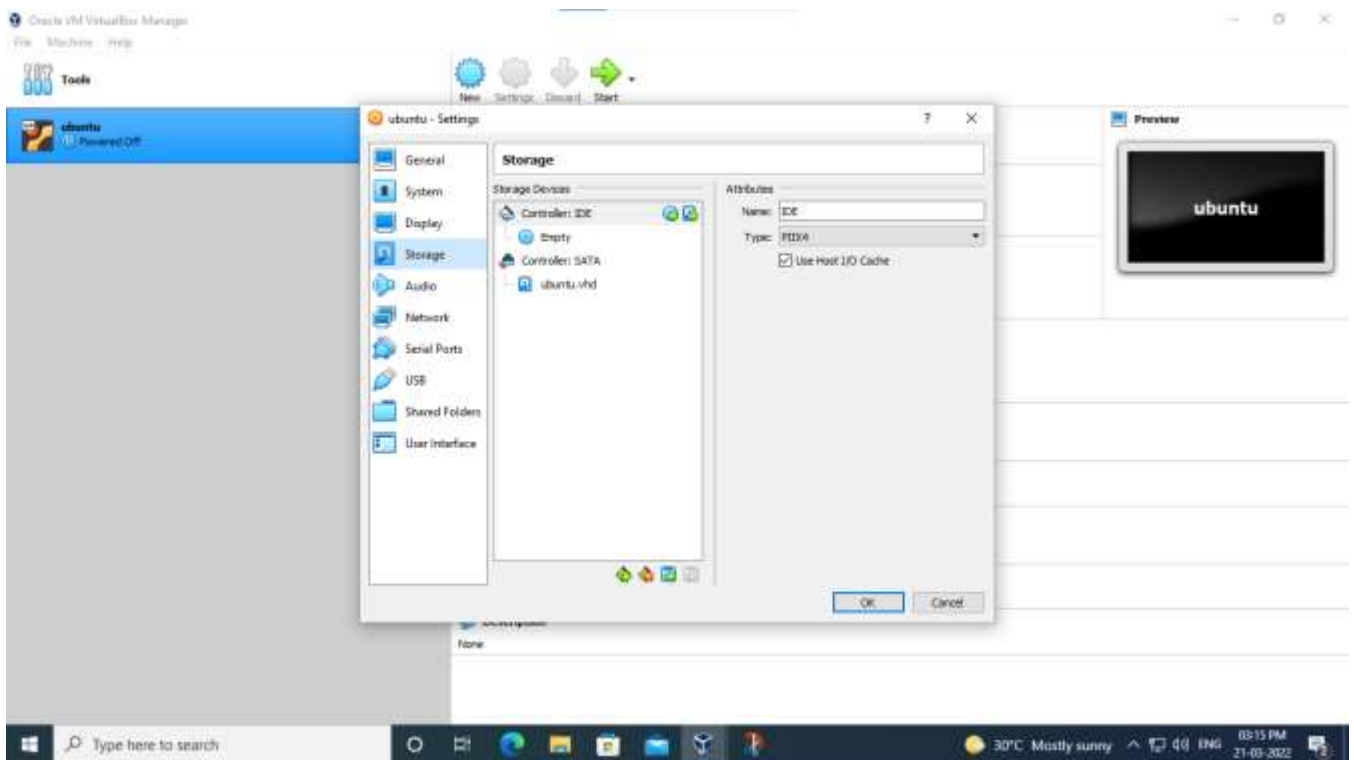 Oracle VM VirtualBox Manager
File Machine Help
Tools
New Settings Discard Start
ubuntu
Powered Off
ubuntu - Settings ? ×
Preview
ubuntu
General
System
Display
Storage
Audio
Network
Serial Ports
USB
Shared Folders
User Interface
Storage
Storage Devices
Controller: IDE
Empty
Controller: SATA
ubuntu.vhd
Attributes
Name: IDE
Type: PIIX4
Use Host I/O Cache
OK Cancel
Description
None
Type here to search
30°C Mostly sunny ENG
03:15 PM
21-03-2022
2